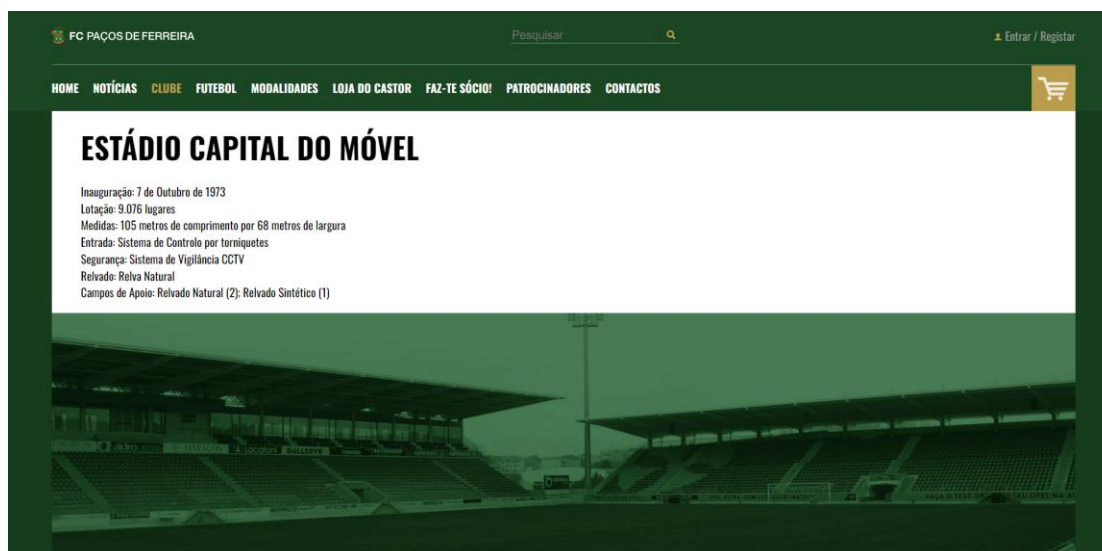 FC PAÇOS DE FERREIRA
Pesquisar
Entrar / Registar
HOME NOTÍCIAS CLUBE FUTEBOL MODALIDADES LOJA DO CASTOR FAZ-TE SÓCIO! PATROCINADORES CONTACTOS
ESTÁDIO CAPITAL DO MÓVEL
Inauguração: 7 de Outubro de 1973
Lotação: 9.076 lugares
Medidas: 105 metros de comprimento por 68 metros de largura
Entrada: Sistema de Controlo por torniquetes
Segurança: Sistema de Vigilância CCTV
Relvado: Relva Natural
Campos de Apoio: Relvado Natural (2); Relvado Sintético (1)
BULLSEYE